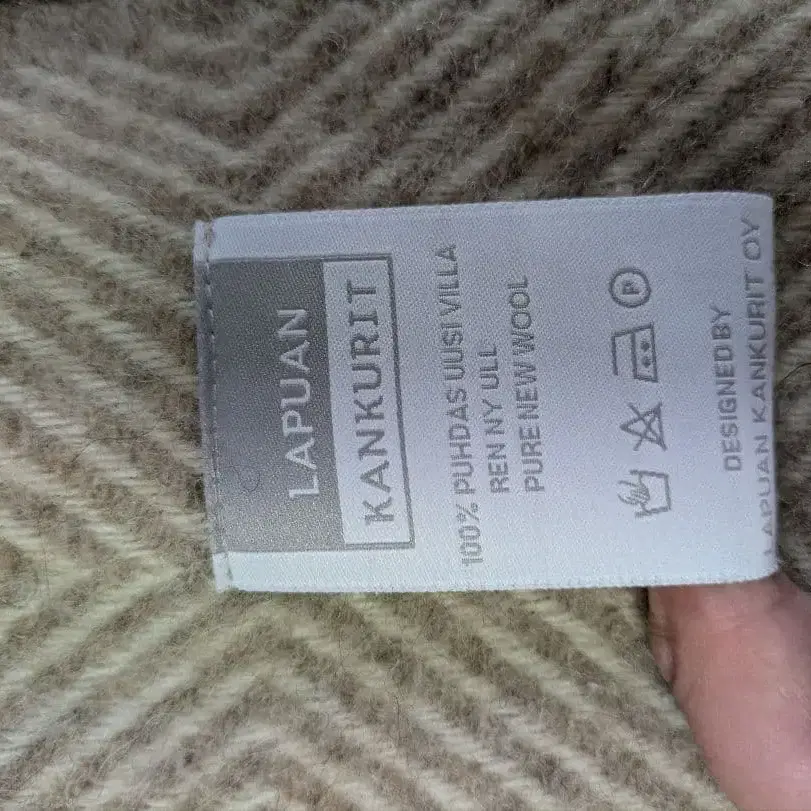 LAPUAN
KANKURIT
100% PUHDAS UUSI VILLA
REN NY ULL
PURE NEW WOOL
P
DESIGNED BY
LAPUAN KANKURIT OY